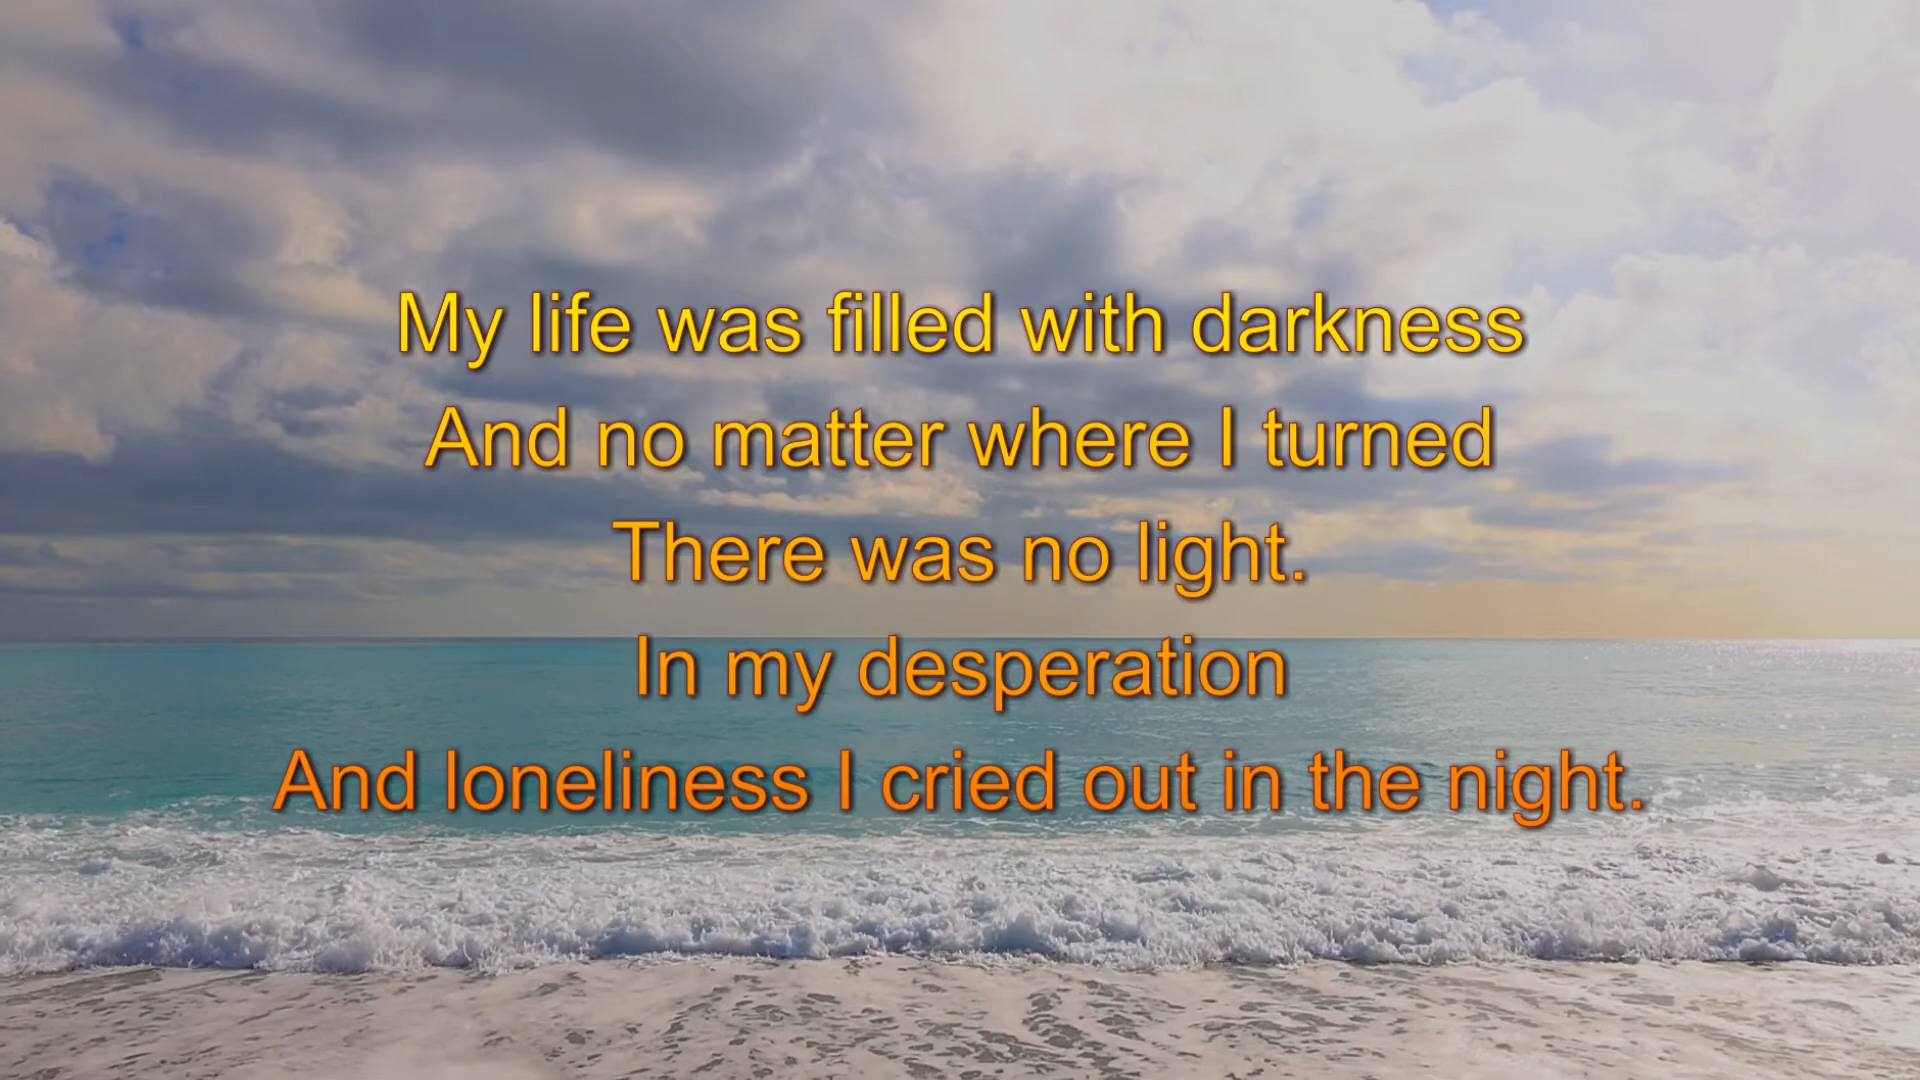 My life was filled with darkness
And no matter where I turned
There was no light.
In my desperation
And loneliness I cried out in the night.